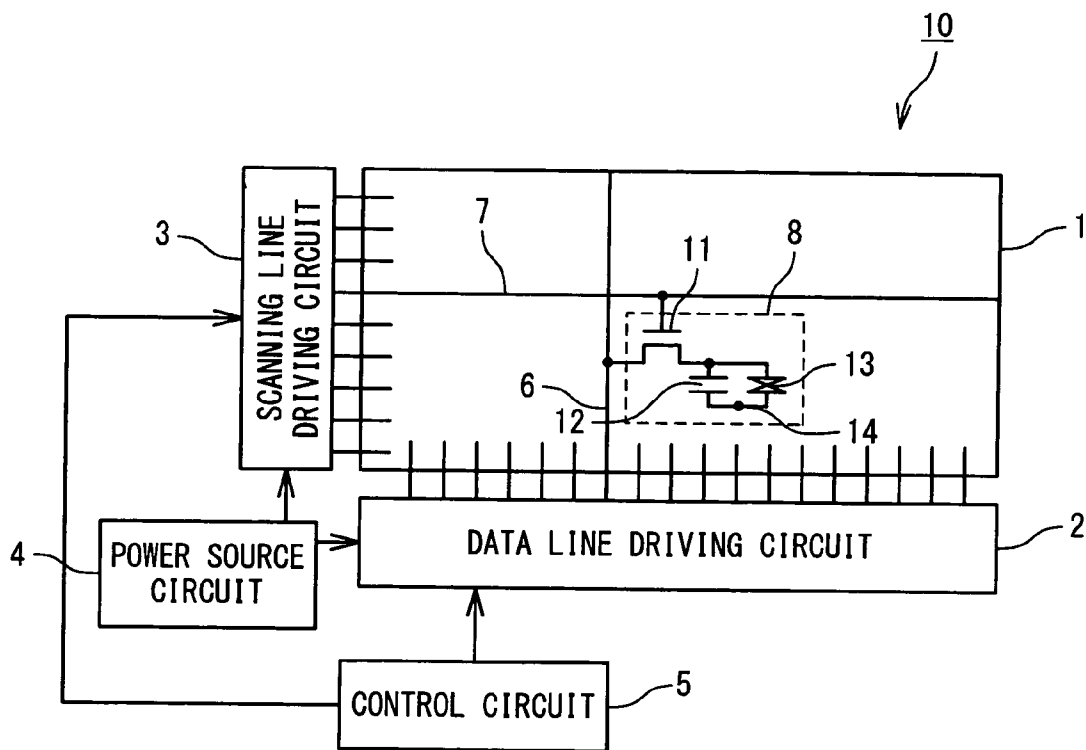 10
3
SCANNING LINE
DRIVING CIRCUIT
7
11
8
1
6
12
13
14
4
POWER SOURCE
CIRCUIT
DATA LINE DRIVING CIRCUIT
2
CONTROL CIRCUIT
5